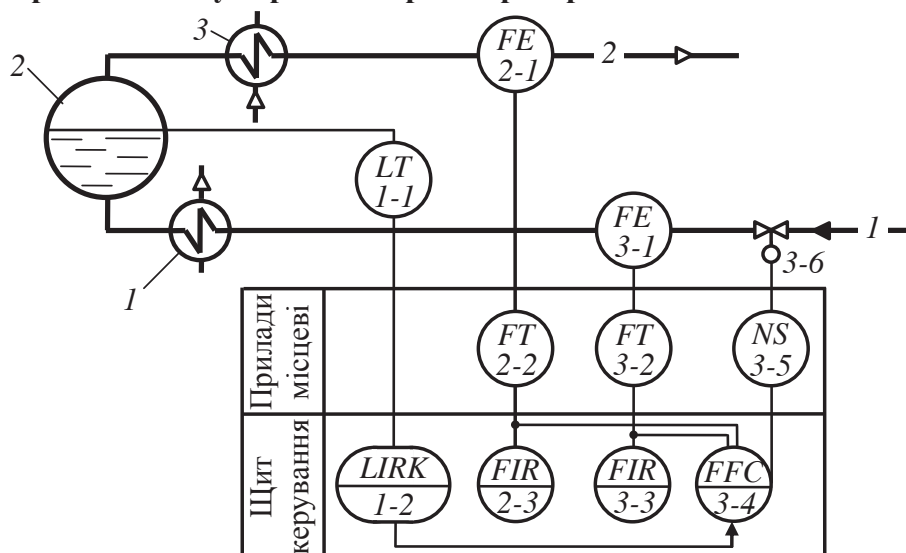 3
FE
2-1
2
2
LT
1-1
FE
3-1
1
3-6
1
Прилади
місцеві
FT
2-2
FT
3-2
NS
3-5
Щит
керування
LIRK
1-2
FIR
2-3
FIR
3-3
FFC
3-4